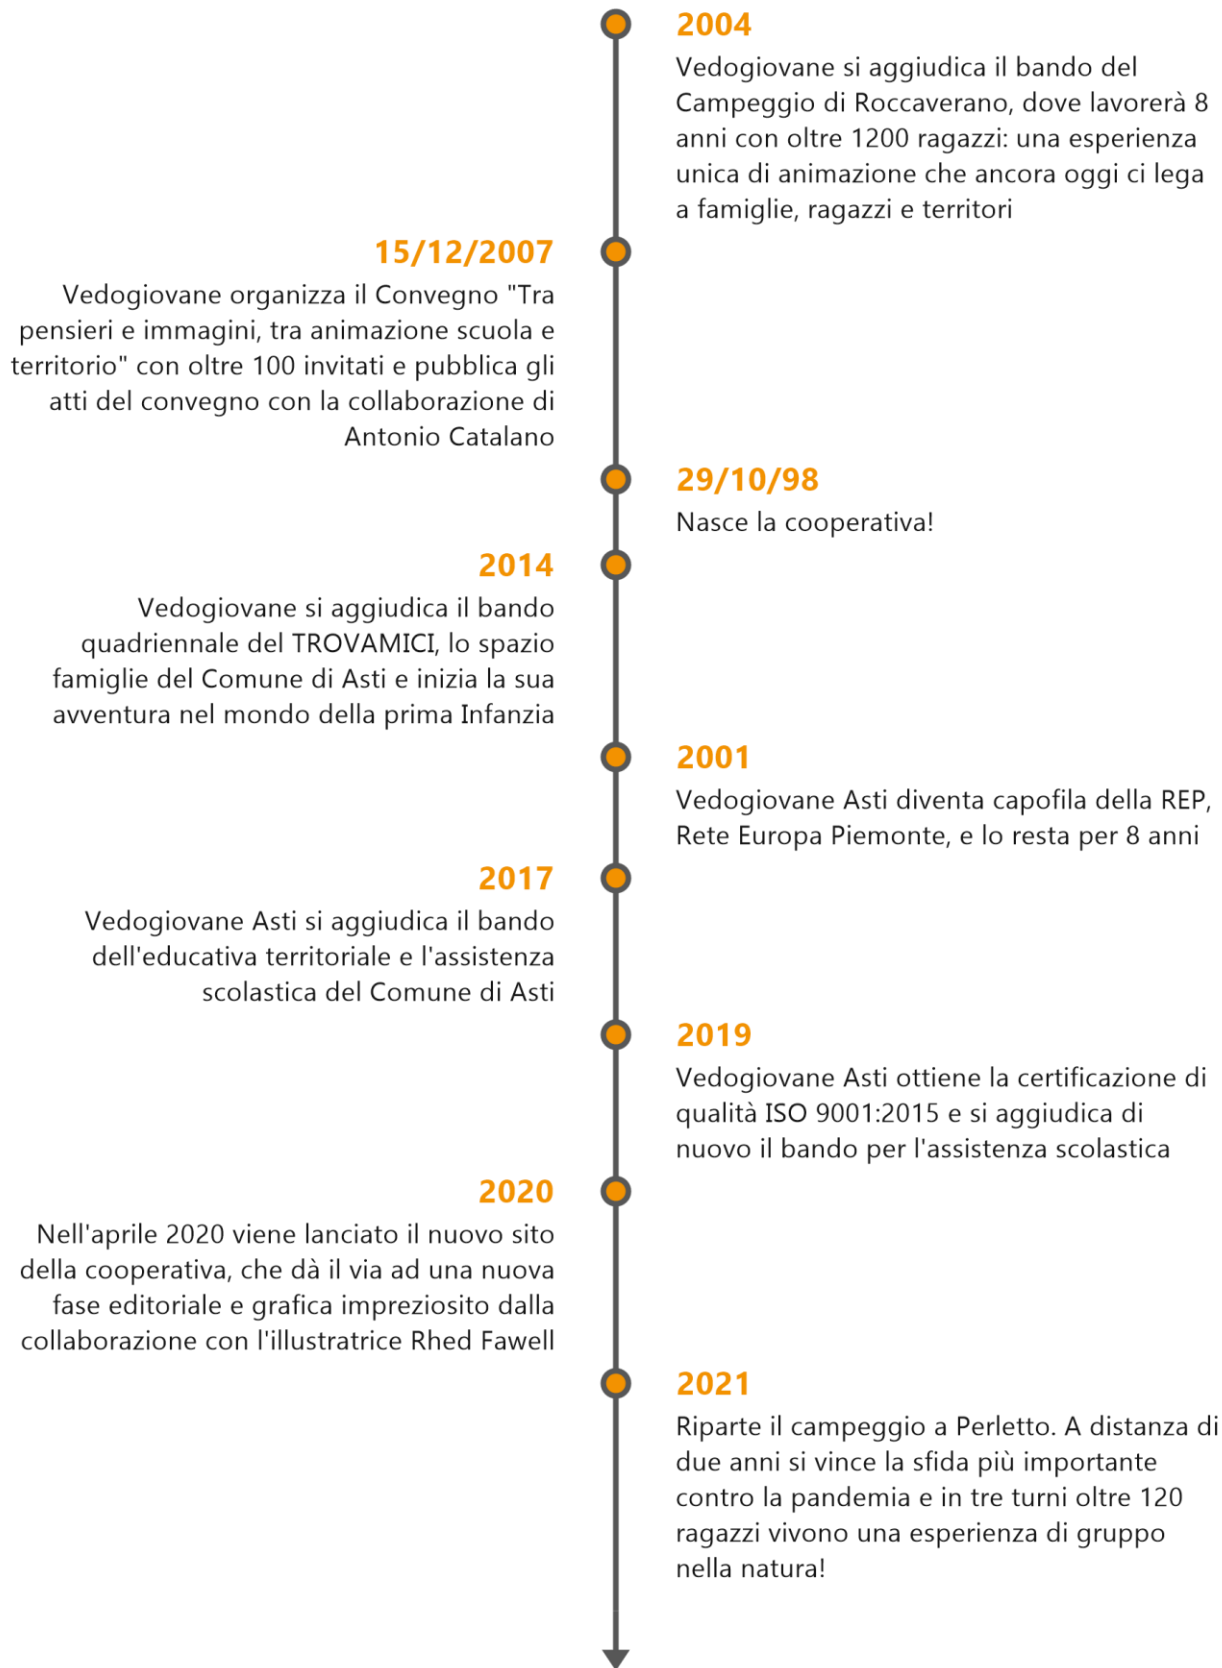 2004
Vedogiovane si aggiudica il bando del
Campeggio di Roccaverano, dove lavorerà 8
anni con oltre 1200 ragazzi: una esperienza
unica di animazione che ancora oggi ci lega
a famiglie, ragazzi e territori
15/12/2007
Vedogiovane organizza il Convegno "Tra
pensieri e immagini, tra animazione scuola e
territorio" con oltre 100 invitati e pubblica gli
atti del convegno con la collaborazione di
Antonio Catalano
29/10/98
Nasce la cooperativa!
2014
Vedogiovane si aggiudica il bando
quadriennale del TROVAMICI, lo spazio
famiglie del Comune di Asti e inizia la sua
avventura nel mondo della prima Infanzia
2001
Vedogiovane Asti diventa capofila della REP,
Rete Europa Piemonte, e lo resta per 8 anni
2017
Vedogiovane Asti si aggiudica il bando
dell'educativa territoriale e l'assistenza
scolastica del Comune di Asti
2019
Vedogiovane Asti ottiene la certificazione di
qualità ISO 9001:2015 e si aggiudica di
nuovo il bando per l'assistenza scolastica
2020
Nell'aprile 2020 viene lanciato il nuovo sito
della cooperativa, che dà il via ad una nuova
fase editoriale e grafica impreziosito dalla
collaborazione con l'illustratrice Rhed Fawell
2021
Riparte il campeggio a Perletto. A distanza di
due anni si vince la sfida più importante
contro la pandemia e in tre turni oltre 120
ragazzi vivono una esperienza di gruppo
nella natura!